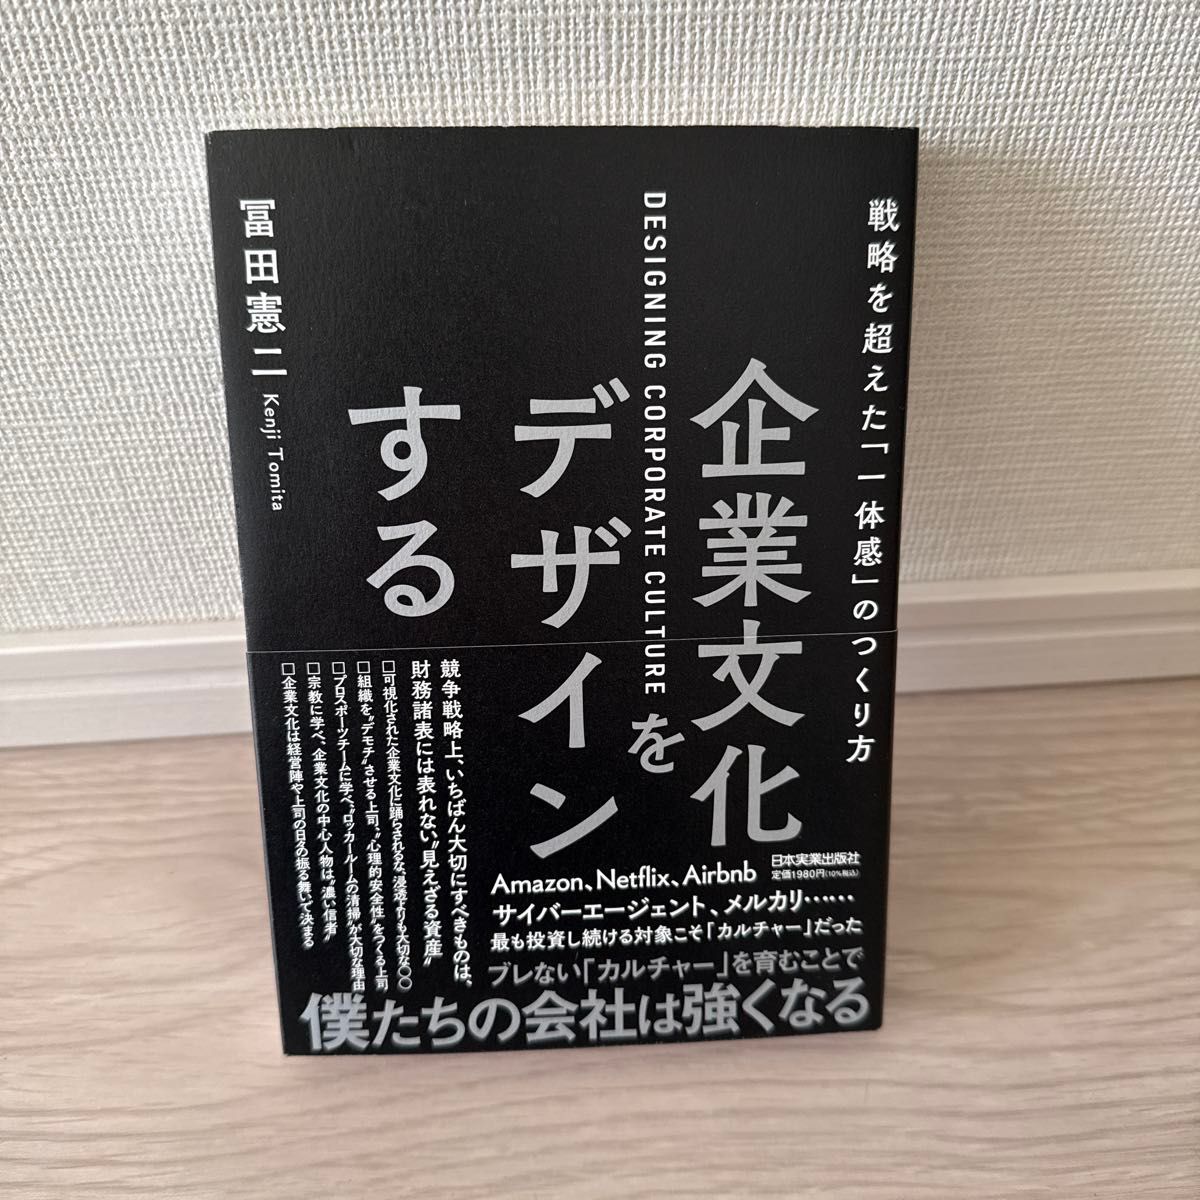 戦略を超えた「一体感」のつくり方
企業文化を
デザイン
する
DESIGNING CORPORATE CULTURE
冨田憲二
Kenji Tomita
競争戦略上、いちばん大切にすべきものは、
財務諸表には表れない“見えざる資産”
□可視化された企業文化に踊らされるな、浸透よりも大切な○○
□組織を“デモチ”させる上司、“心理的安全性”をつくる上司
□プロスポーツチームに学べ、“ロッカールームの清掃”が大切な理由
□宗教に学べ、企業文化の中心人物は“濃い信者”
□企業文化は経営陣や上司の日々の振る舞いで決まる
日本実業出版社
定価1980円(10%税込)
Amazon、Netflix、Airbnb
サイバーエージェント、メルカリ……
最も投資し続ける対象こそ「カルチャー」だった
ブレない「カルチャー」を育むことで
僕たちの会社は強くなる